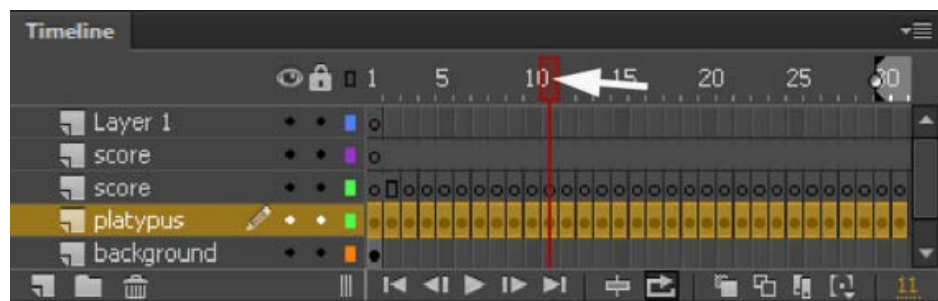 Timeline
1 5 10 15 20 25 30
Layer 1
score
score
platypus
background
11